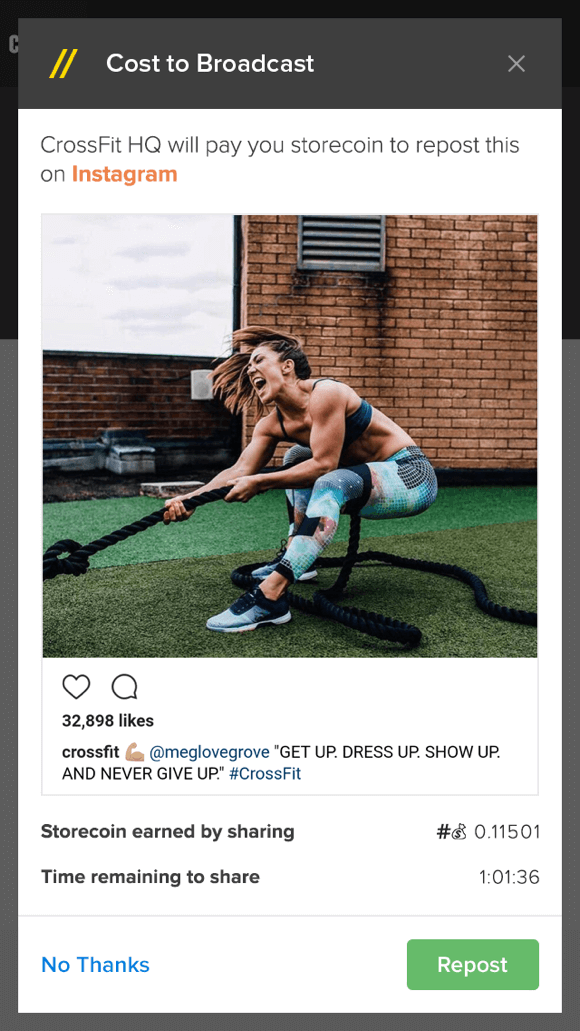 Cost to Broadcast
CrossFit HQ will pay you storecoin to repost this
on Instagram
32,898 likes
crossfit 💪🏼 @meglovegrove "GET UP. DRESS UP. SHOW UP.
AND NEVER GIVE UP." #CrossFit
Storecoin earned by sharing #💰 0.11501
Time remaining to share 1:01:36
No Thanks Repost